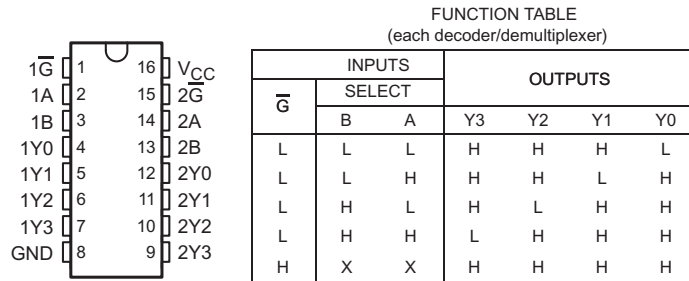 1G̅ 1 16 VCC
1A 2 15 2G̅
1B 3 14 2A
1Y0 4 13 2B
1Y1 5 12 2Y0
1Y2 6 11 2Y1
1Y3 7 10 2Y2
GND 8 9 2Y3
FUNCTION TABLE
(each decoder/demultiplexer)
INPUTS OUTPUTS
G̅ SELECT
B A Y3 Y2 Y1 Y0
L L L H H H L
L L H H H L H
L H L H L H H
L H H L H H H
H X X H H H H